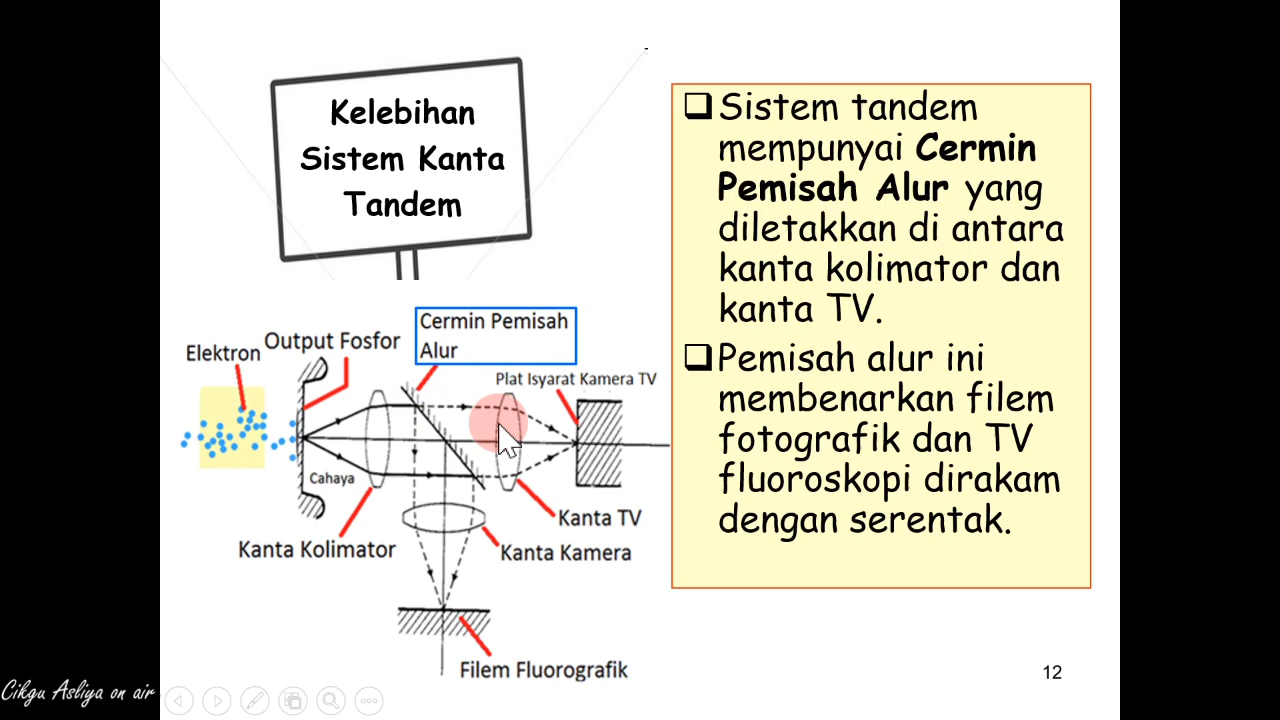 Kelebihan
Sistem Kanta
Tandem
Sistem tandem
mempunyai Cermin
Pemisah Alur yang
diletakkan di antara
kanta kolimator dan
kanta TV.
Pemisah alur ini
membenarkan filem
fotografik dan TV
fluoroskopi dirakam
dengan serentak.
Cermin Pemisah
Alur
Output Fosfor
Elektron
Plat Isyarat Kamera TV
Cahaya
Kanta TV
Kanta Kolimator
Kanta Kamera
Filem Fluorografik
12
Cikgu Asliya on air